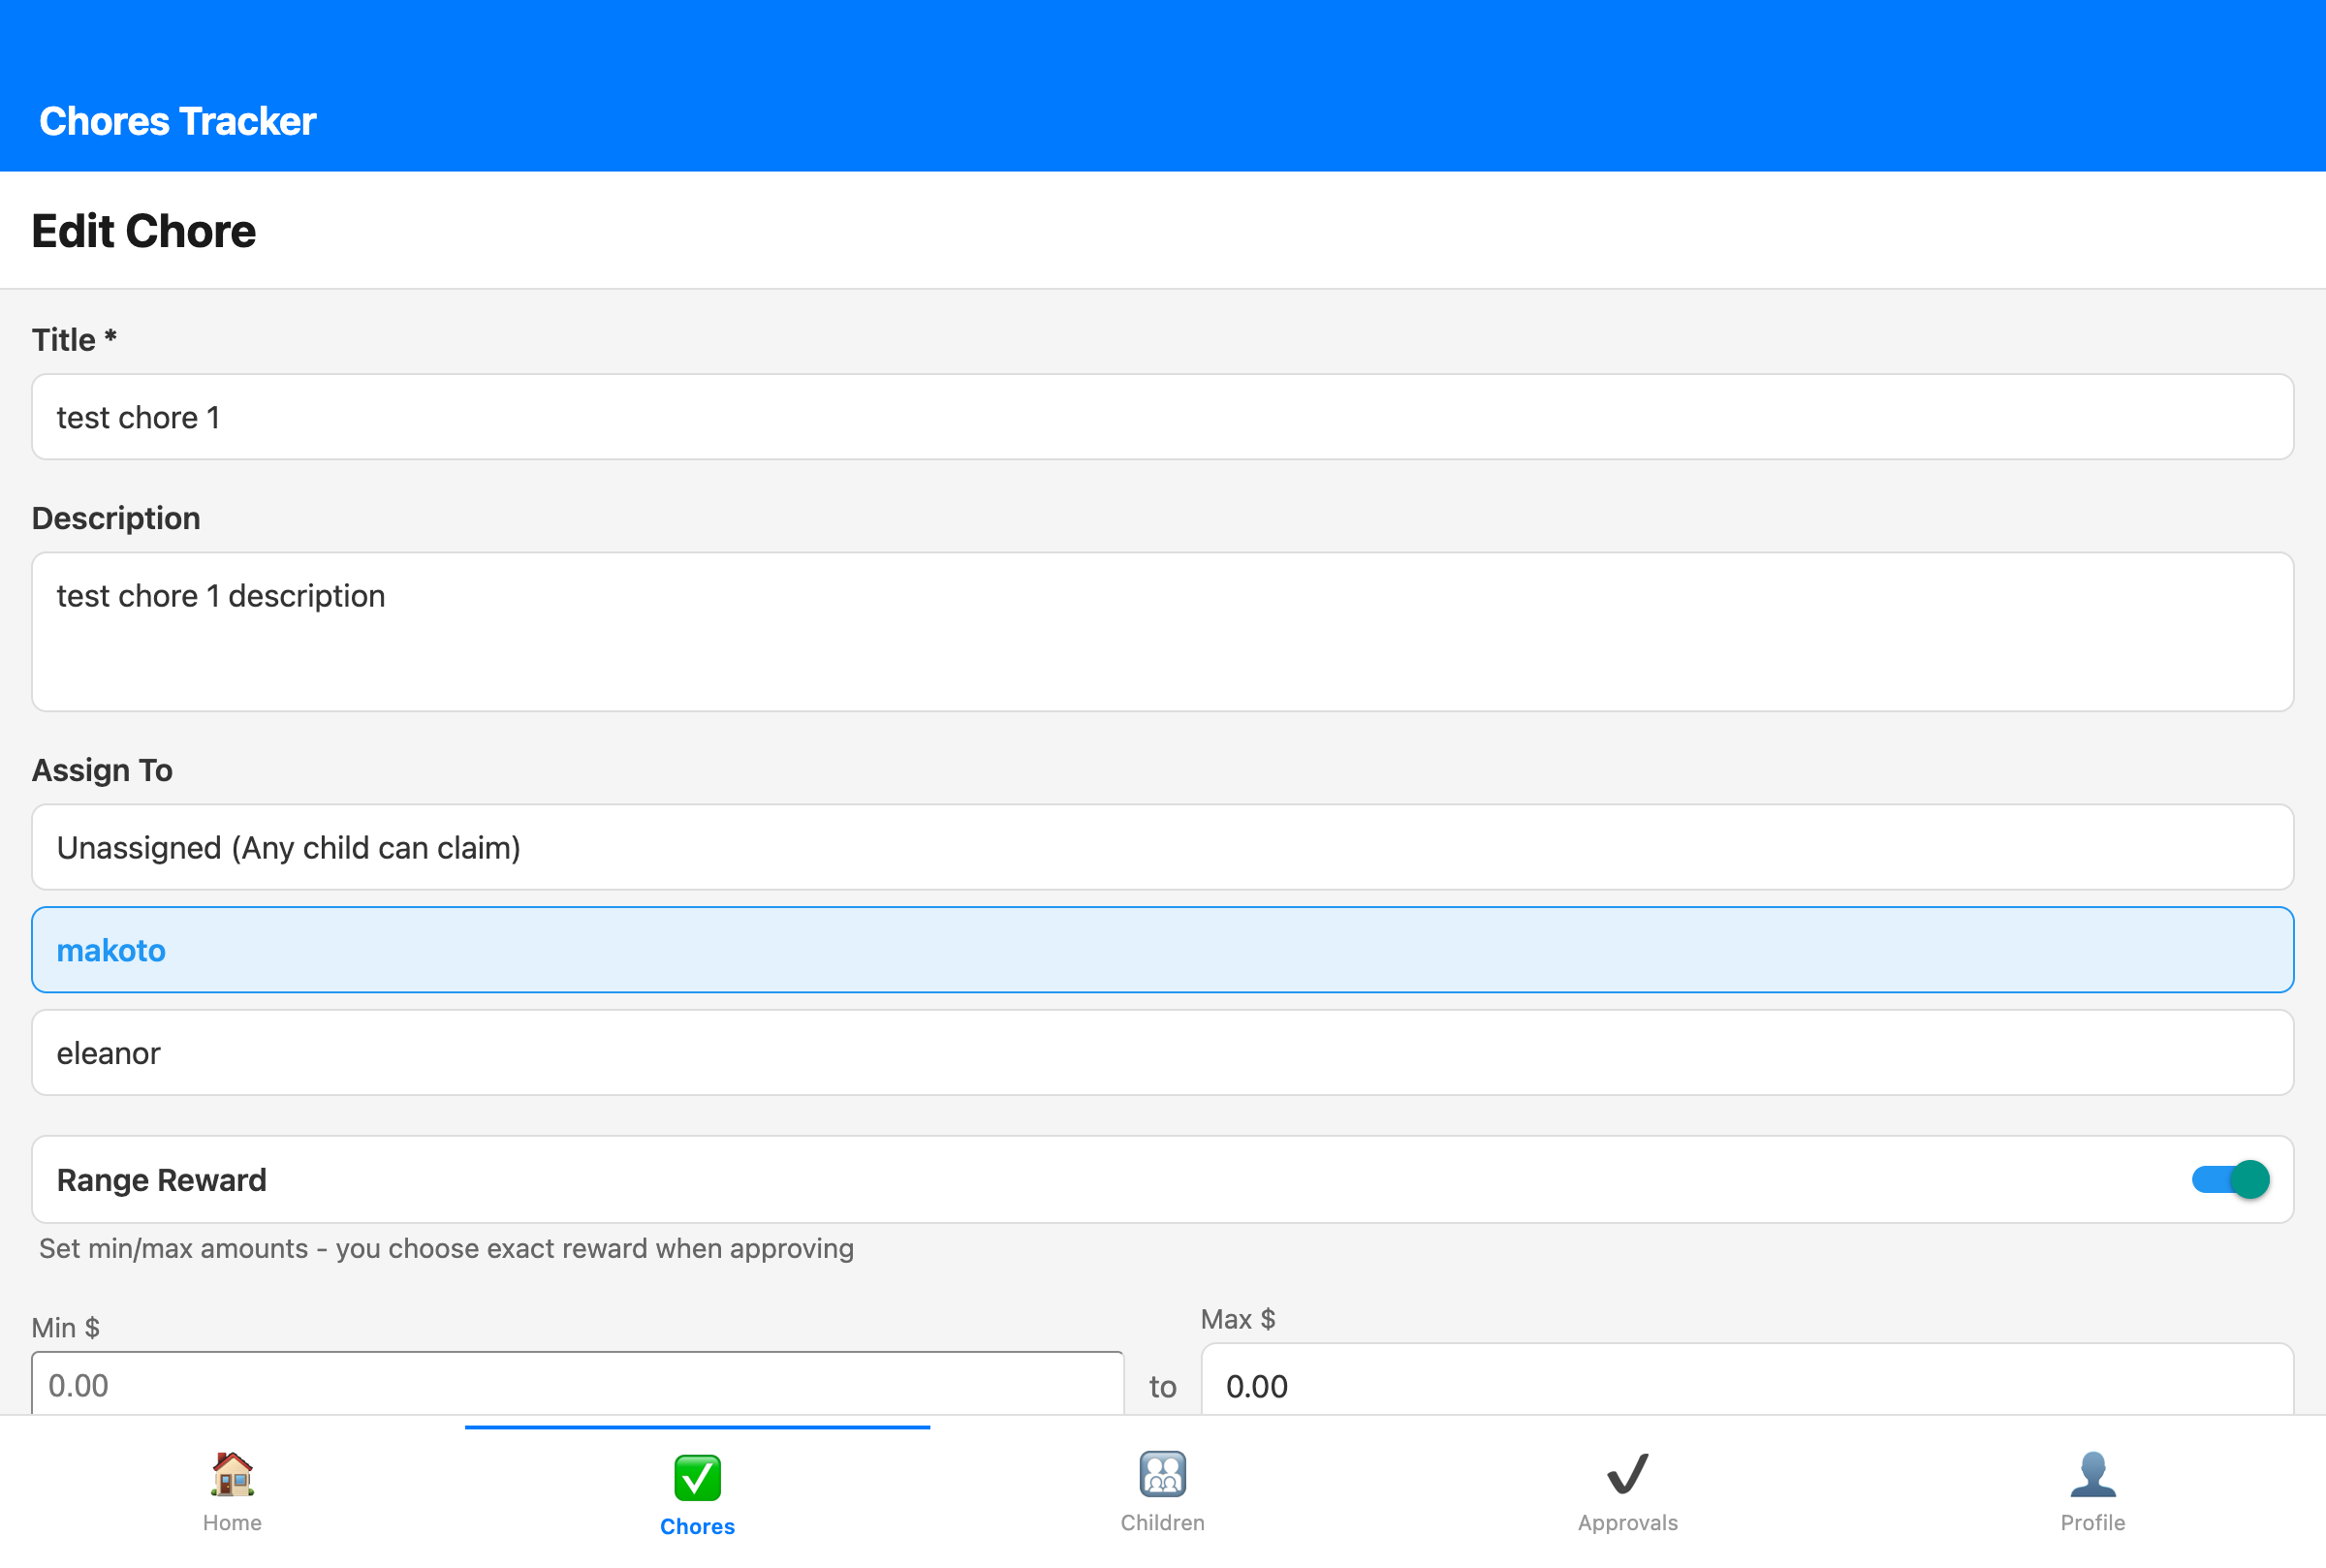 Chores Tracker
Edit Chore
Title *
test chore 1
Description
test chore 1 description
Assign To
Unassigned (Any child can claim)
makoto
eleanor
Range Reward
Set min/max amounts - you choose exact reward when approving
Min $
Max $
0.00 to 0.00
Home
Chores
Children
Approvals
Profile